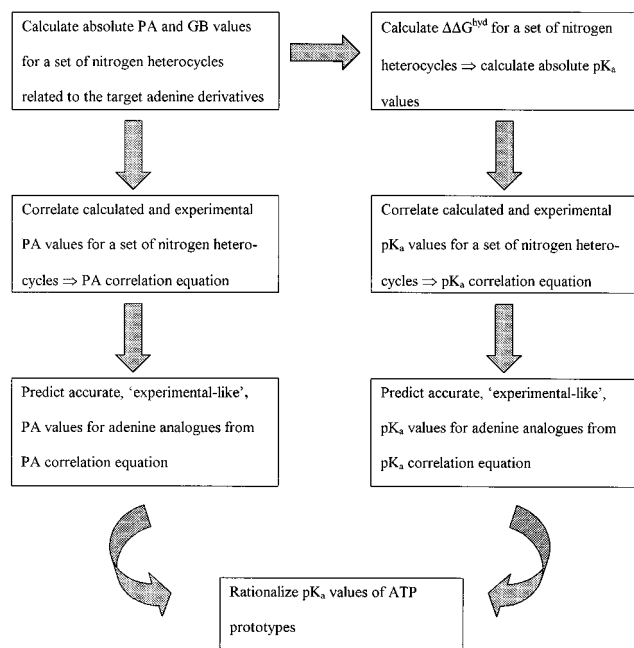 Calculate absolute PA and GB values
for a set of nitrogen heterocycles
related to the target adenine derivatives
Calculate ΔΔG^hyd for a set of nitrogen
heterocycles ⇒ calculate absolute pKₐ
values
Correlate calculated and experimental
PA values for a set of nitrogen hetero-
cycles ⇒ PA correlation equation
Correlate calculated and experimental
pKₐ values for a set of nitrogen hetero-
cycles ⇒ pKₐ correlation equation
Predict accurate, ‘experimental-like’,
PA values for adenine analogues from
PA correlation equation
Predict accurate, ‘experimental-like’,
pKₐ values for adenine analogues from
pKₐ correlation equation
Rationalize pKₐ values of ATP
prototypes